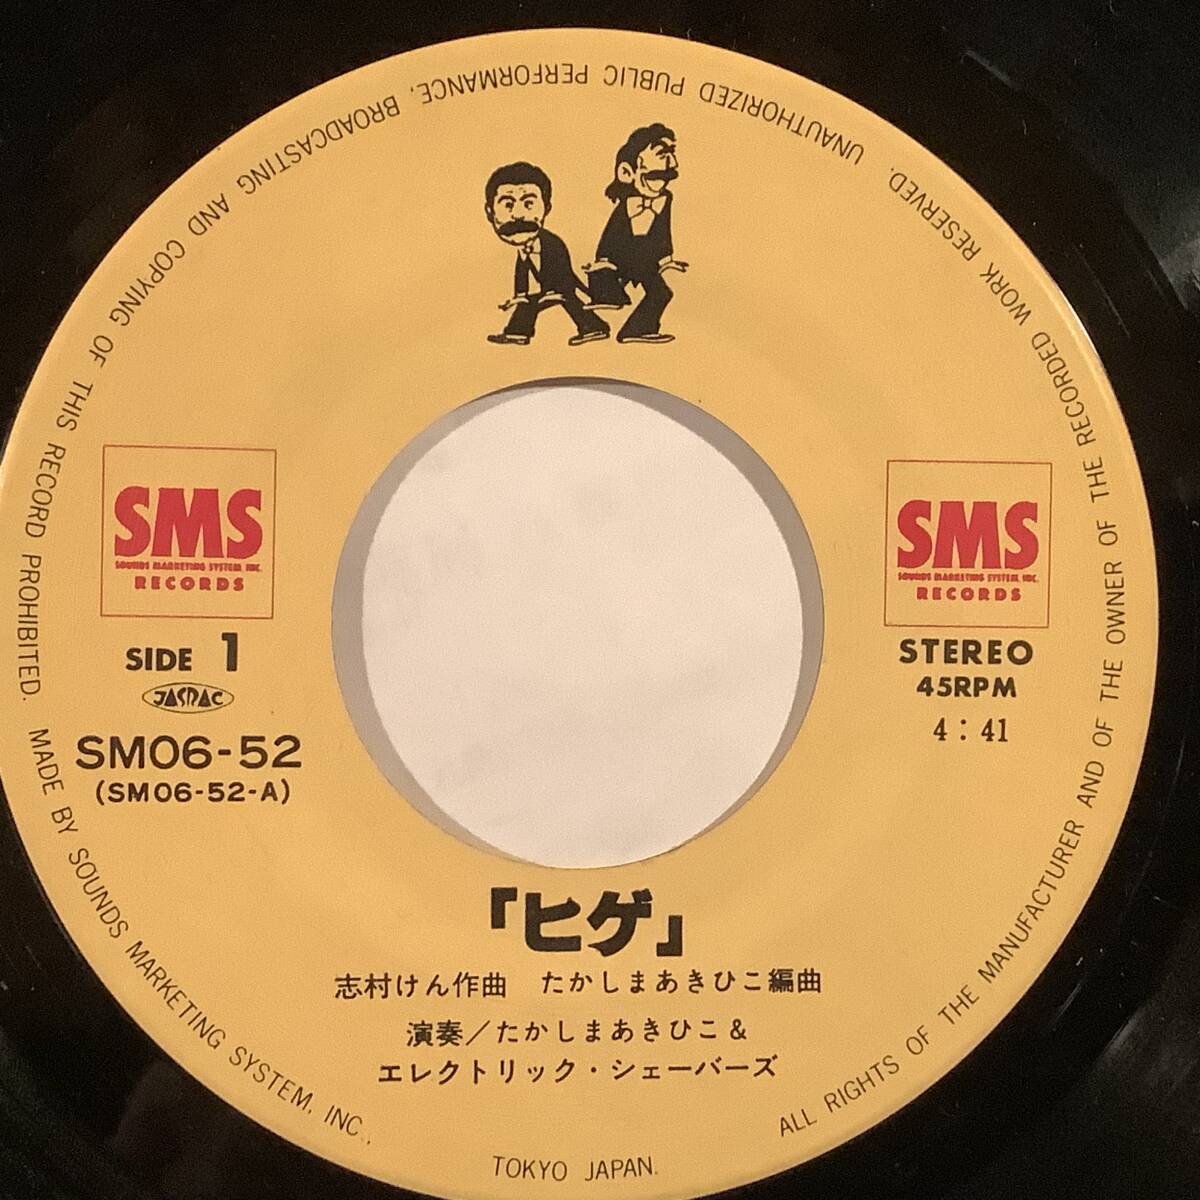 ALL RIGHTS OF THE MANUFACTURER AND OF THE OWNER OF THE RECORDED WORK RESERVED. UNAUTHORIZED PUBLIC PERFORMANCE, BROADCASTING AND COPYING OF THIS RECORD PROHIBITED. MADE BY SOUNDS MARKETING SYSTEM, INC., TOKYO JAPAN.
SMS
SOUNDS MARKETING SYSTEM, INC.
RECORDS
SIDE 1
JASRAC
SM06-52
(SM06-52-A)
SMS
SOUNDS MARKETING SYSTEM, INC.
RECORDS
STEREO
45RPM
4:41
「ヒゲ」
志村けん作曲 たかしまあきひこ編曲
演奏/たかしまあきひこ&
エレクトリック・シェーバーズ